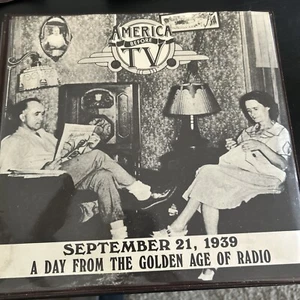 AMERICA
BEFORE
TV
SEPTEMBER 21, 1939
A DAY FROM THE GOLDEN AGE OF RADIO